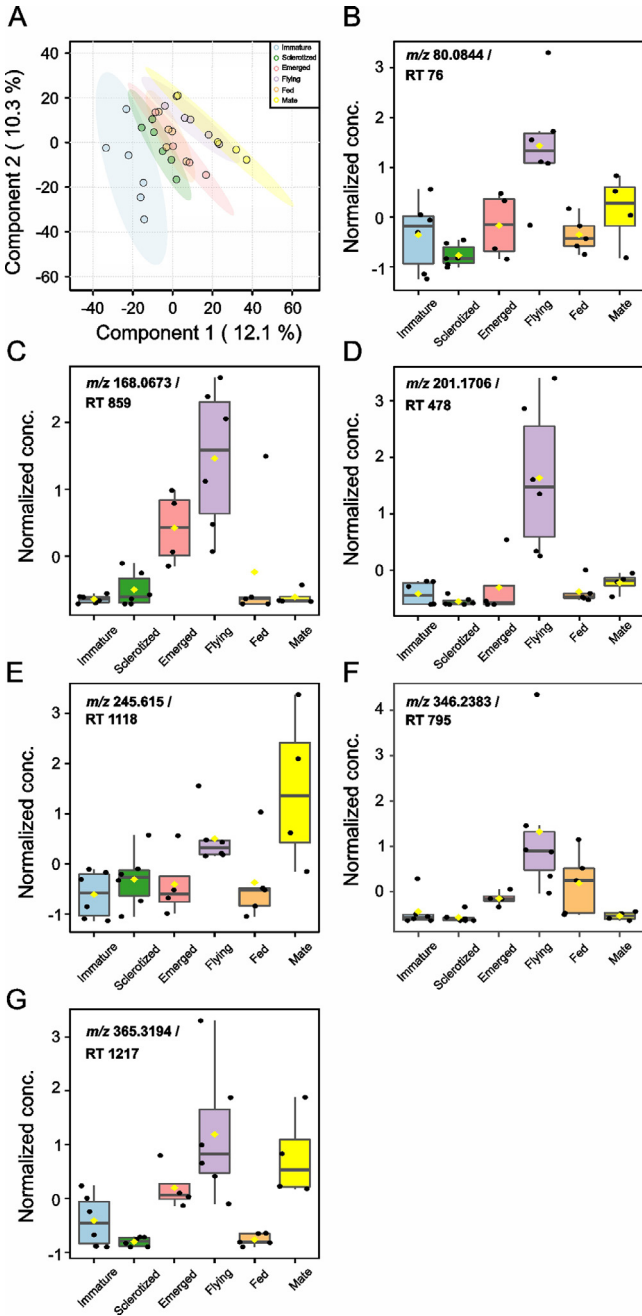 A
60
40
20
0
-20
-40
-60
-40
-20
0
20
40
60
Component 2 ( 10.3 %)
Component 1 ( 12.1 %)
Immature
Sclerotized
Emerged
Flying
Fed
Mate
B
m/z 80.0844 /
RT 76
Normalized conc.
3
2
1
0
-1
Immature
Sclerotized
Emerged
Flying
Fed
Mate
C
m/z 168.0673 /
RT 859
Normalized conc.
2
1
0
Immature
Sclerotized
Emerged
Flying
Fed
Mate
D
m/z 201.1706 /
RT 478
Normalized conc.
3
2
1
0
Immature
Sclerotized
Emerged
Flying
Fed
Mate
E
m/z 245.615 /
RT 1118
Normalized conc.
3
2
1
0
-1
Immature
Sclerotized
Emerged
Flying
Fed
Mate
F
m/z 346.2383 /
RT 795
Normalized conc.
4
3
2
1
0
Immature
Sclerotized
Emerged
Flying
Fed
Mate
G
m/z 365.3194 /
RT 1217
Normalized conc.
3
2
1
0
-1
Immature
Sclerotized
Emerged
Flying
Fed
Mate